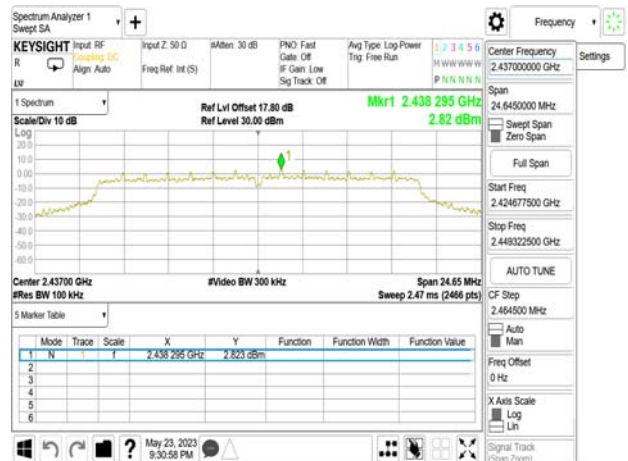 Spectrum Analyzer 1
Swept SA
+
Frequency
KEYSIGHT
R
Input: RF
Coupling: DC
Align: Auto
Input Z: 50 Ω
Freq Ref: Int (S)
#Atten: 30 dB
PNO: Fast
Gate: Off
IF Gain: Low
Sig Track: Off
Avg Type: Log-Power
Trig: Free Run
1 2 3 4 5 6
M W W W W W
P N N N N N
Center Frequency
2.437000000 GHz
Settings
Span
24.6450000 MHz
Swept Span
Zero Span
Full Span
Start Freq
2.424677500 GHz
Stop Freq
2.449322500 GHz
AUTO TUNE
CF Step
2.464500 MHz
Auto
Man
Freq Offset
0 Hz
X Axis Scale
Log
Lin
Signal Track
(Span Zoom)
1 Spectrum
Scale/Div 10 dB
Ref Lvl Offset 17.80 dB
Ref Level 30.00 dBm
Mkr1 2.438 295 GHz
2.82 dBm
Log
20.0
10.0
0.00
-10.0
-20.0
-30.0
-40.0
-50.0
-60.0
1
Center 2.43700 GHz
#Res BW 100 kHz
#Video BW 300 kHz
Span 24.65 MHz
Sweep 2.47 ms (2466 pts)
5 Marker Table
Mode Trace Scale X Y Function Function Width Function Value
1 N 1 f 2.438 295 GHz 2.823 dBm
2
3
4
5
6
?
May 23, 2023
9:30:58 PM